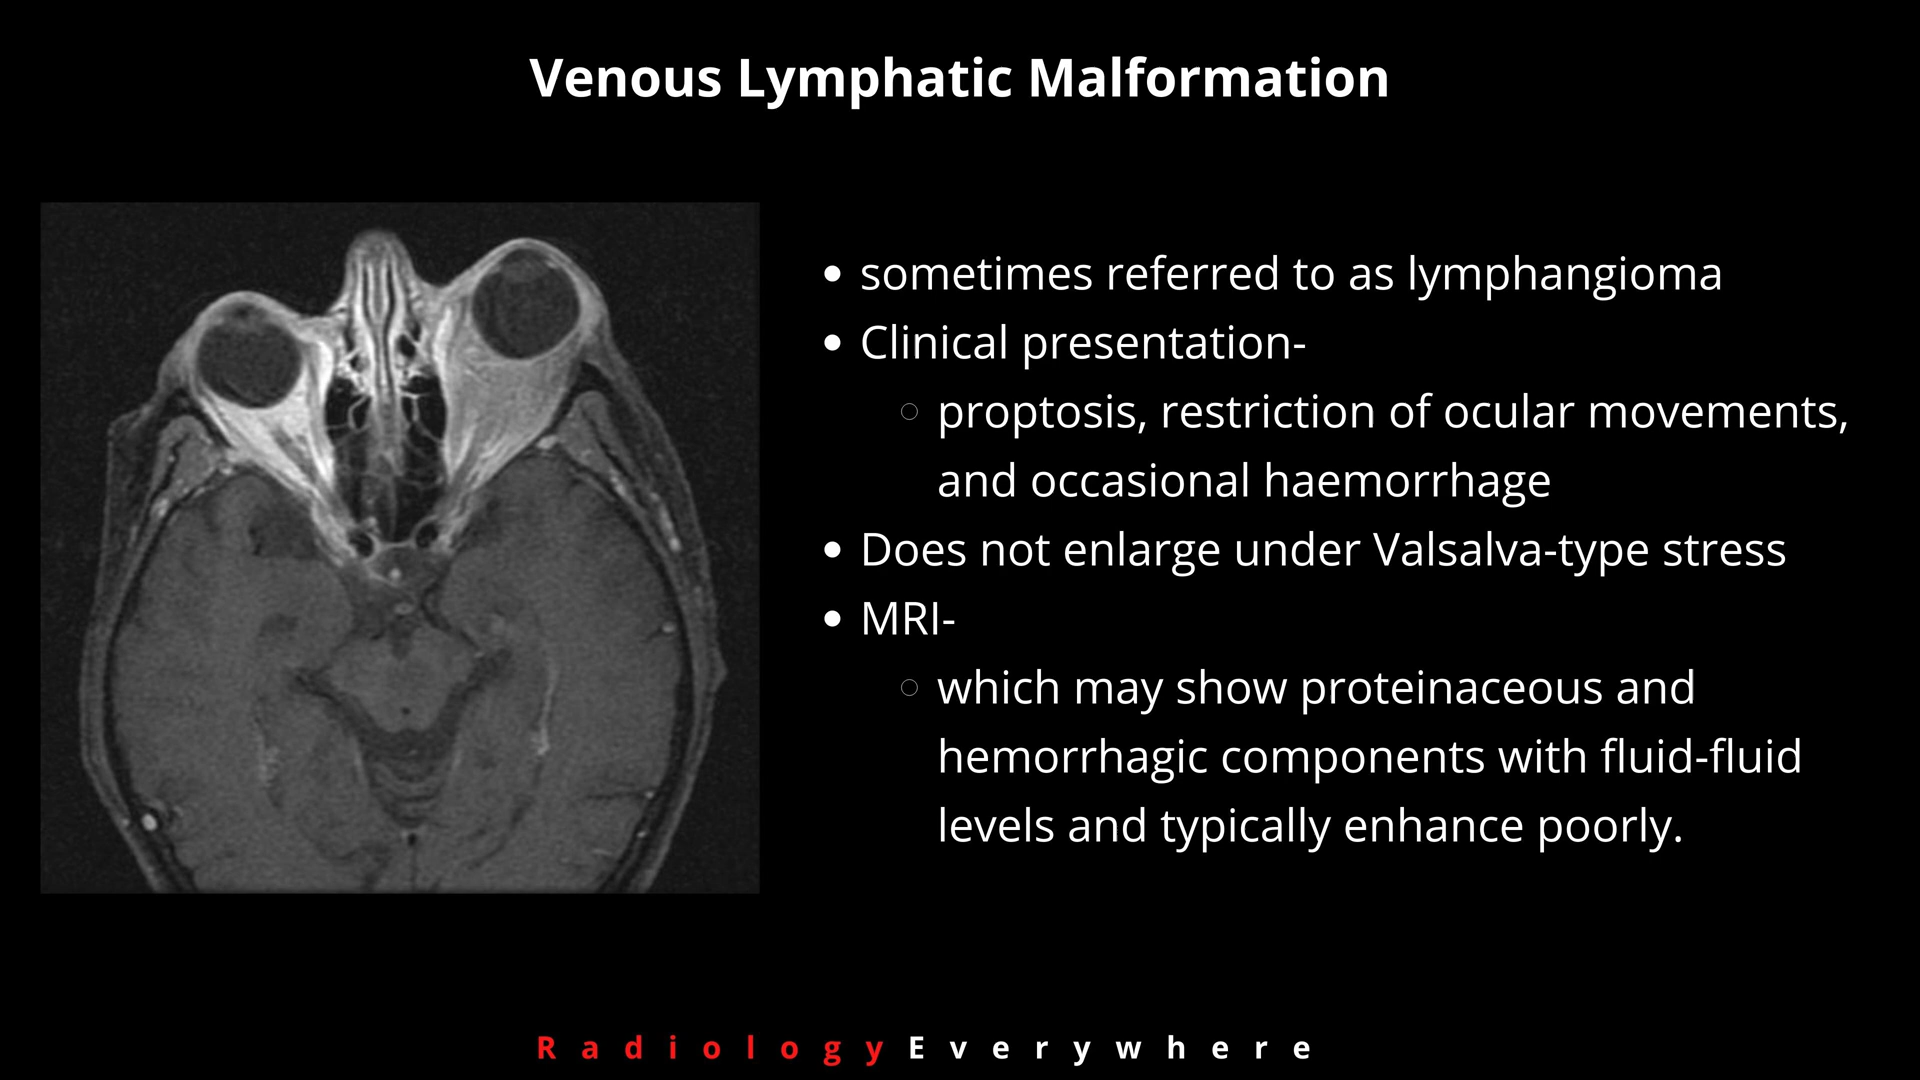 Venous Lymphatic Malformation
• sometimes referred to as lymphangioma
• Clinical presentation-
○ proptosis, restriction of ocular movements,
and occasional haemorrhage
• Does not enlarge under Valsalva-type stress
• MRI-
○ which may show proteinaceous and
hemorrhagic components with fluid-fluid
levels and typically enhance poorly.
Radiology Everywhere